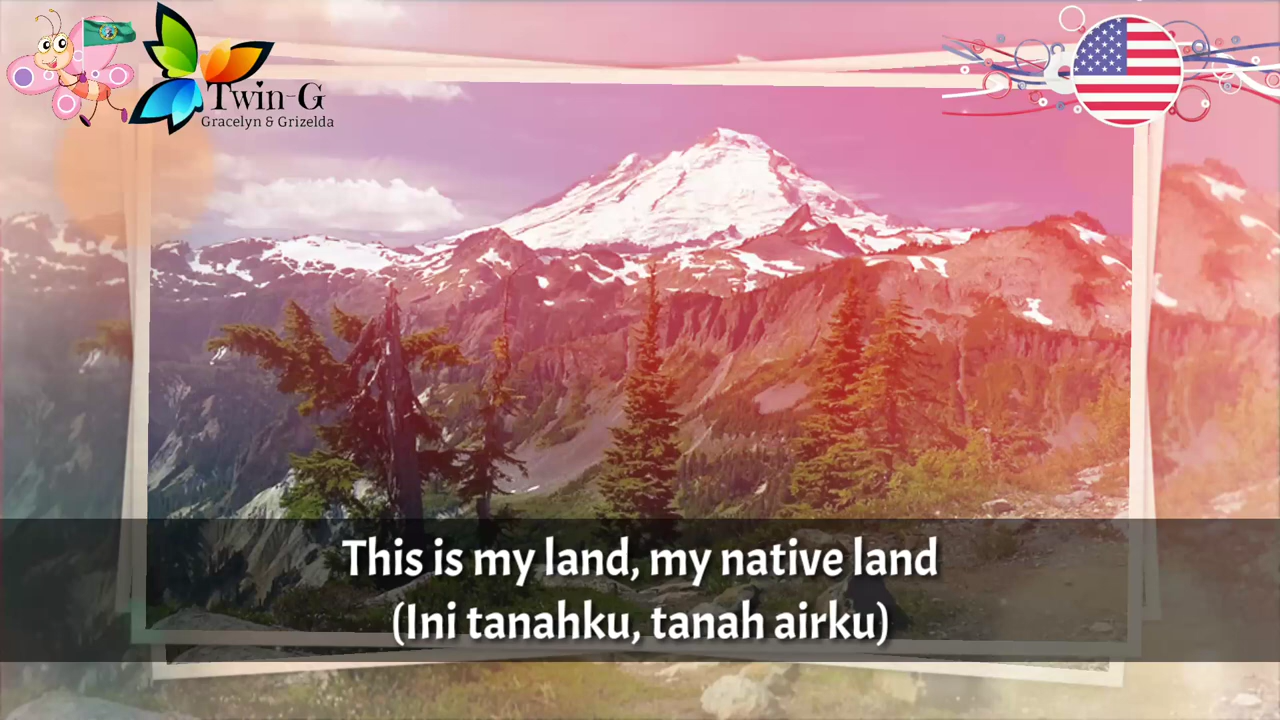 Twin-G
Gracelyn & Grizelda
This is my land, my native land
(Ini tanahku, tanah airku)